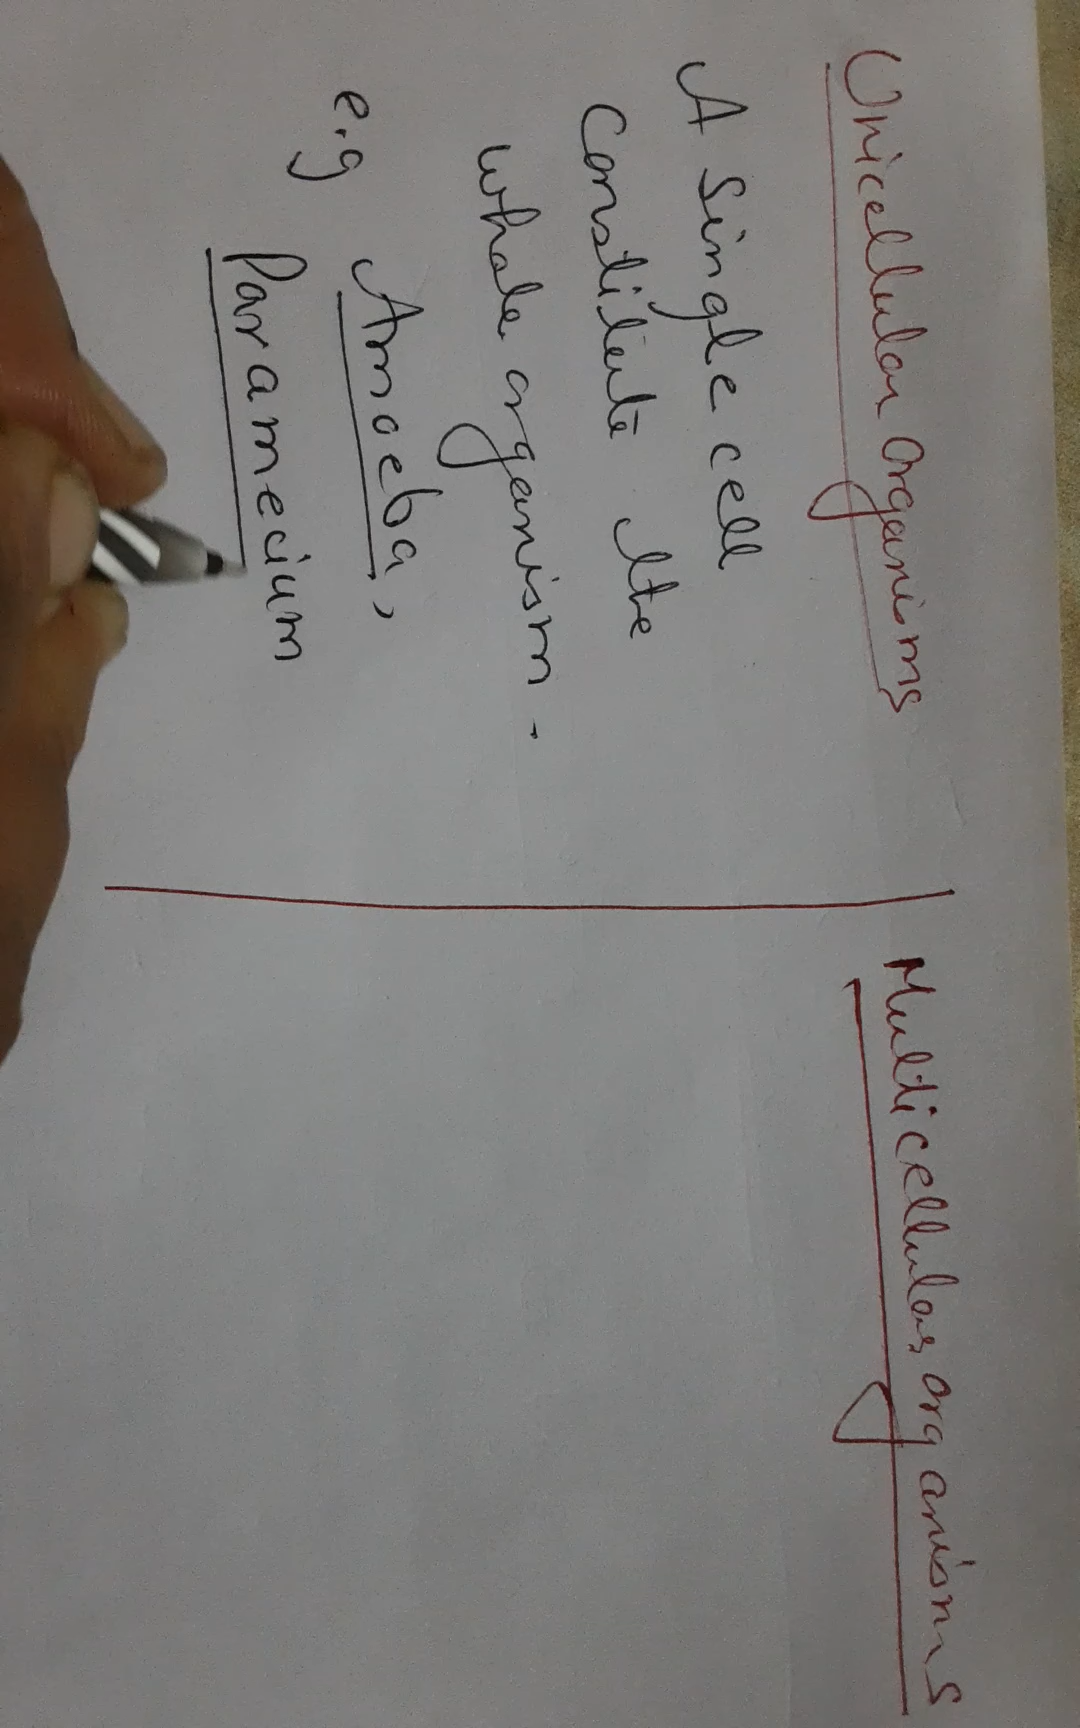 Unicellular organisms
A Single cell
Constitute the
whole organism.
e.g Amoeba,
Paramecium
Multicellular organisms